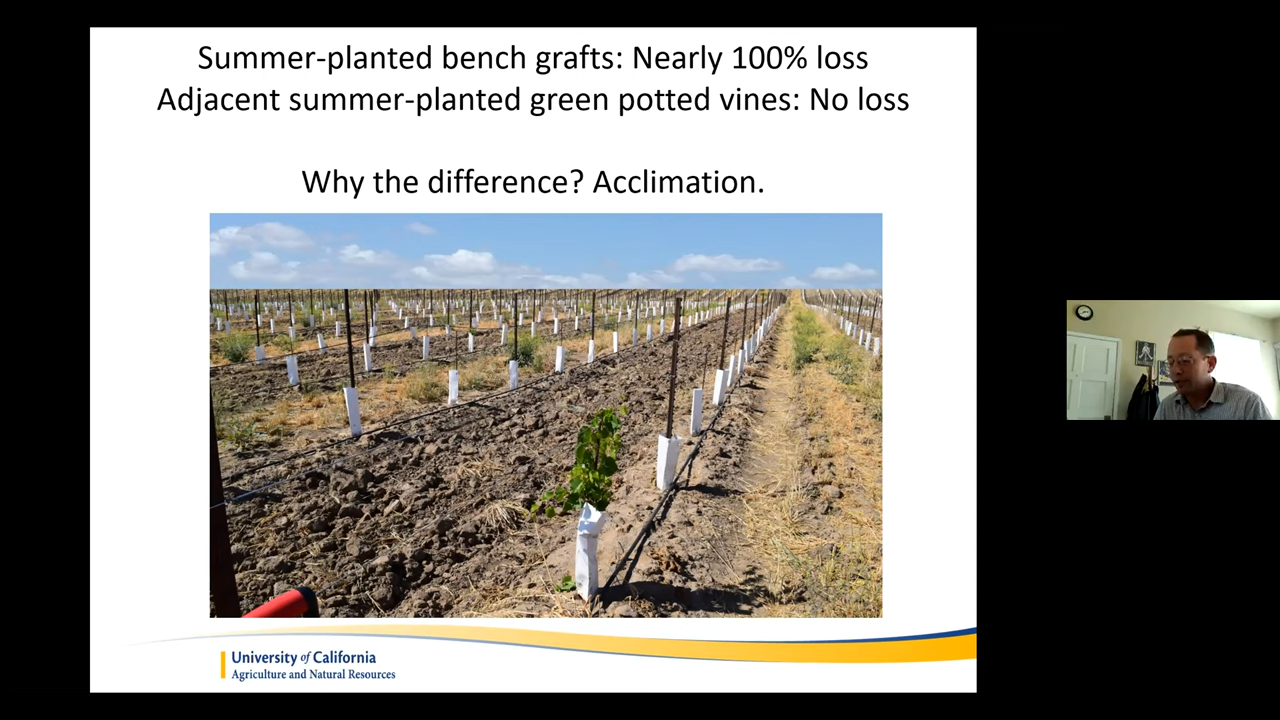 Summer-planted bench grafts: Nearly 100% loss
Adjacent summer-planted green potted vines: No loss
Why the difference? Acclimation.
University of California
Agriculture and Natural Resources